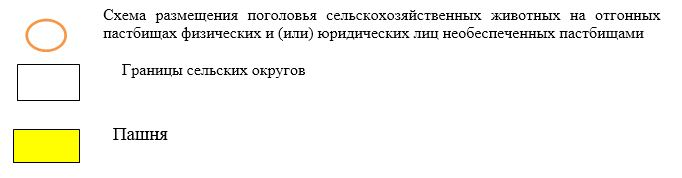 Схема размещения поголовья сельскохозяйственных животных на отгонных
пастбищах физических и (или) юридических лиц необеспеченных пастбищами
Границы сельских округов
Пашня